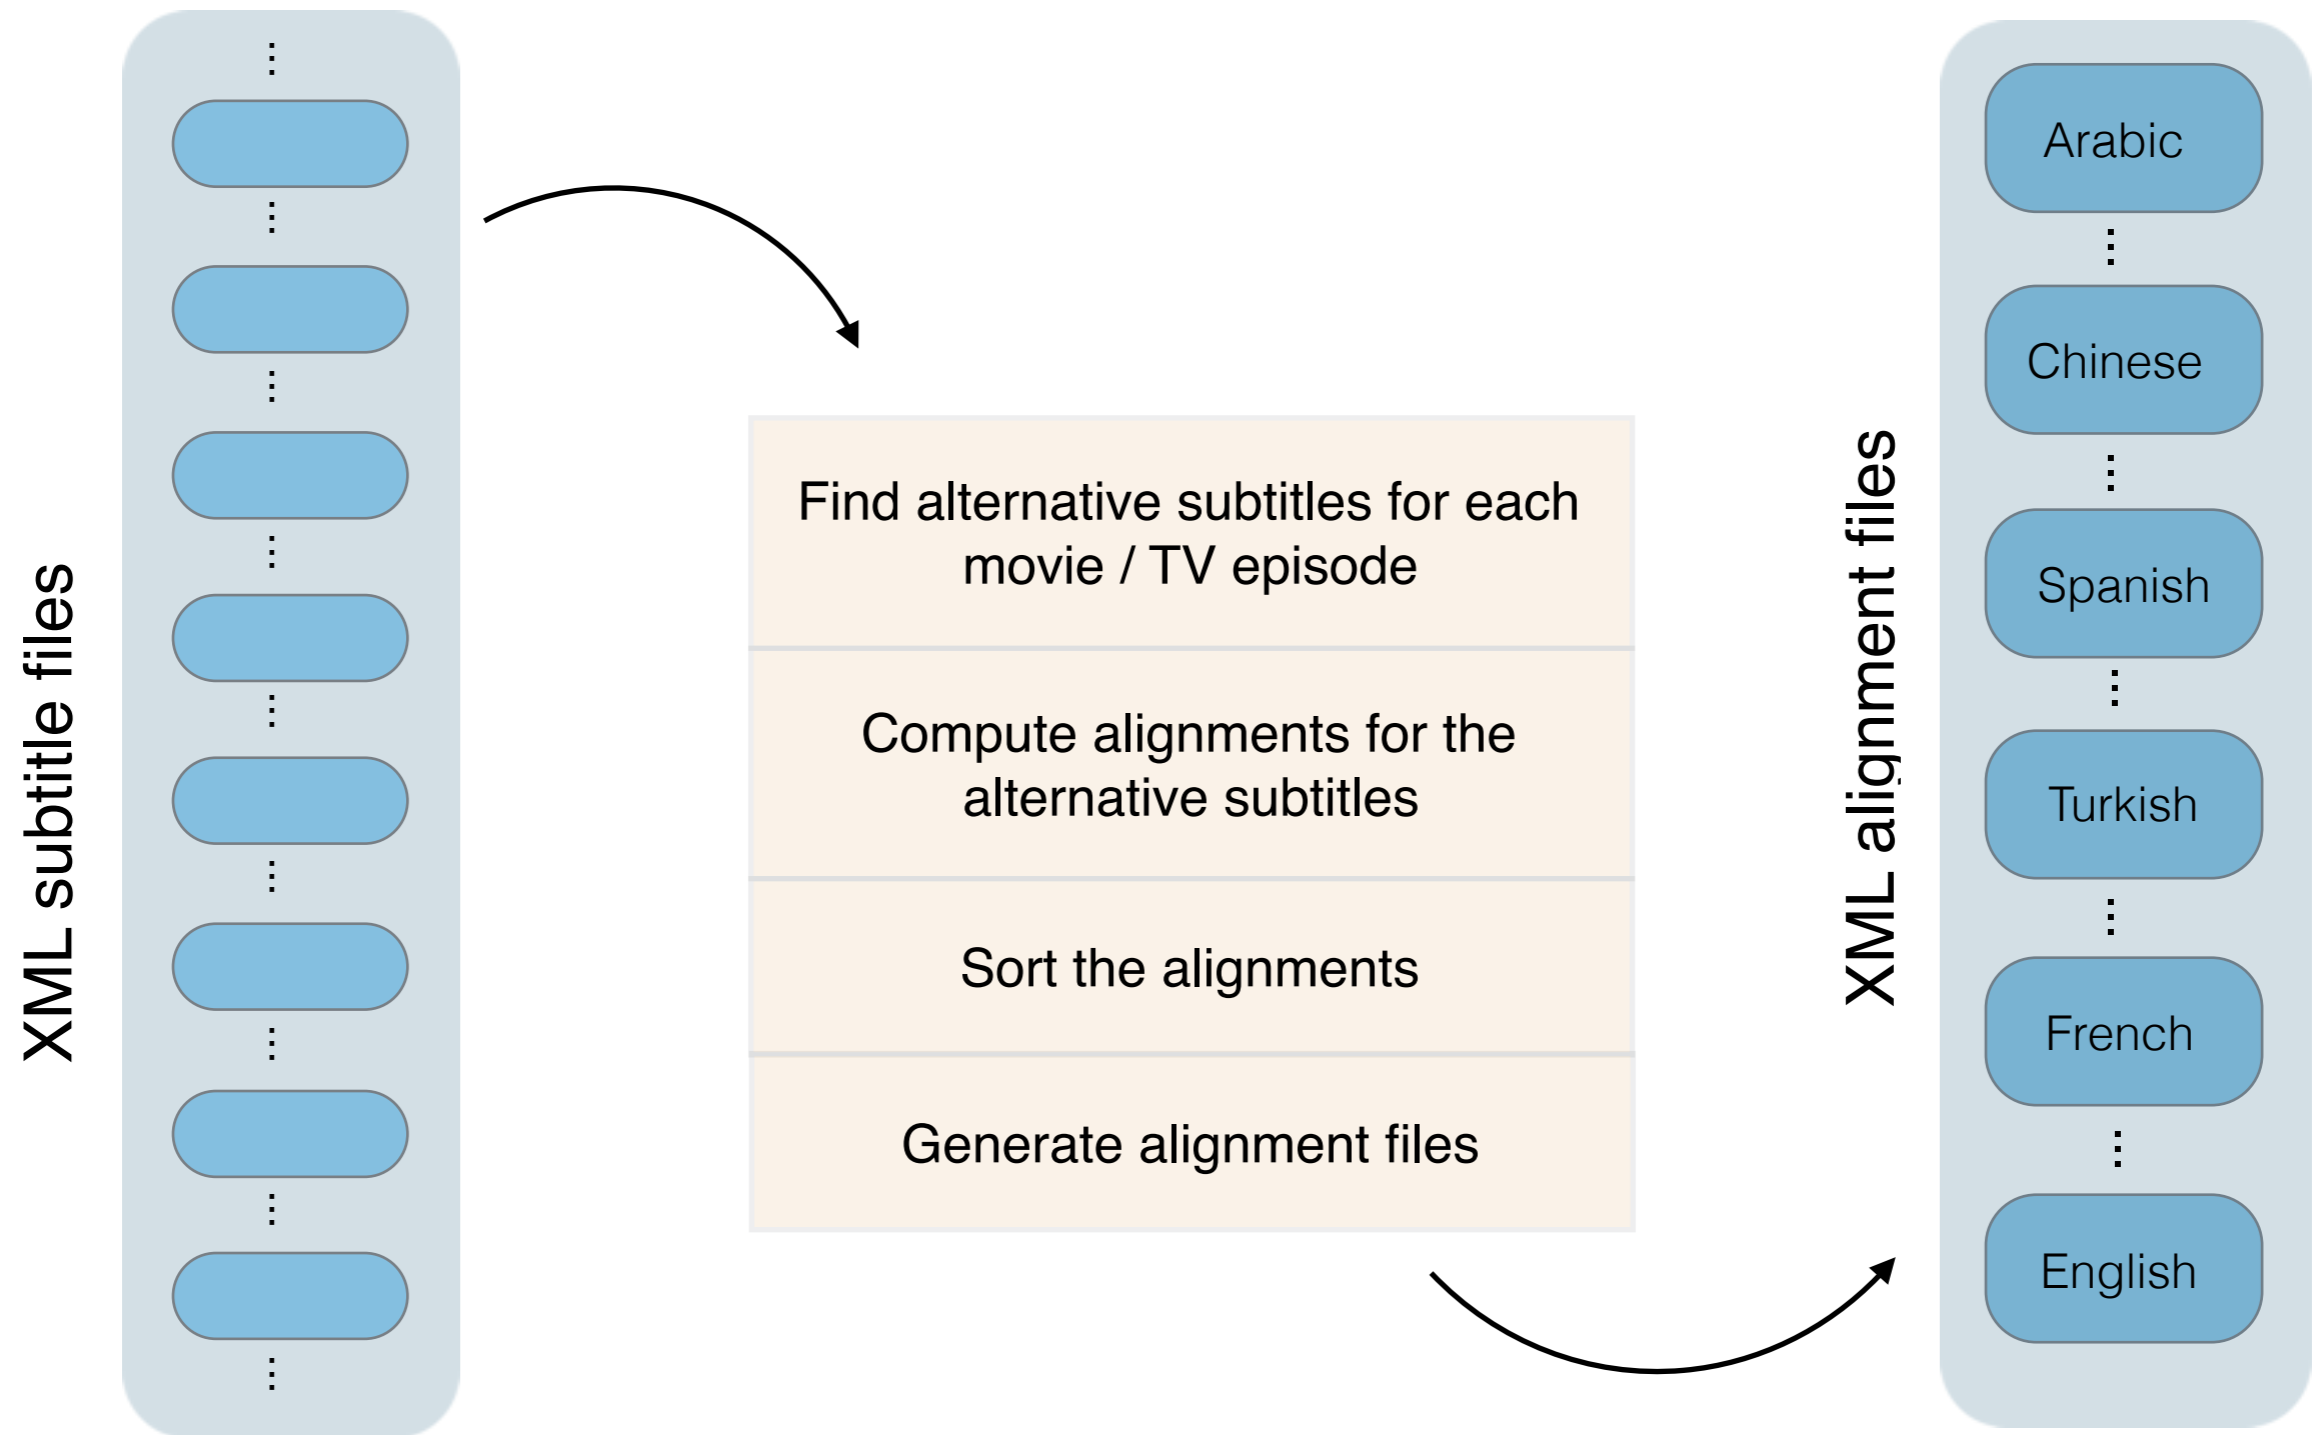 XML subtitle files
Find alternative subtitles for each
movie / TV episode
Compute alignments for the
alternative subtitles
Sort the alignments
Generate alignment files
XML alignment files
Arabic
Chinese
Spanish
Turkish
French
English